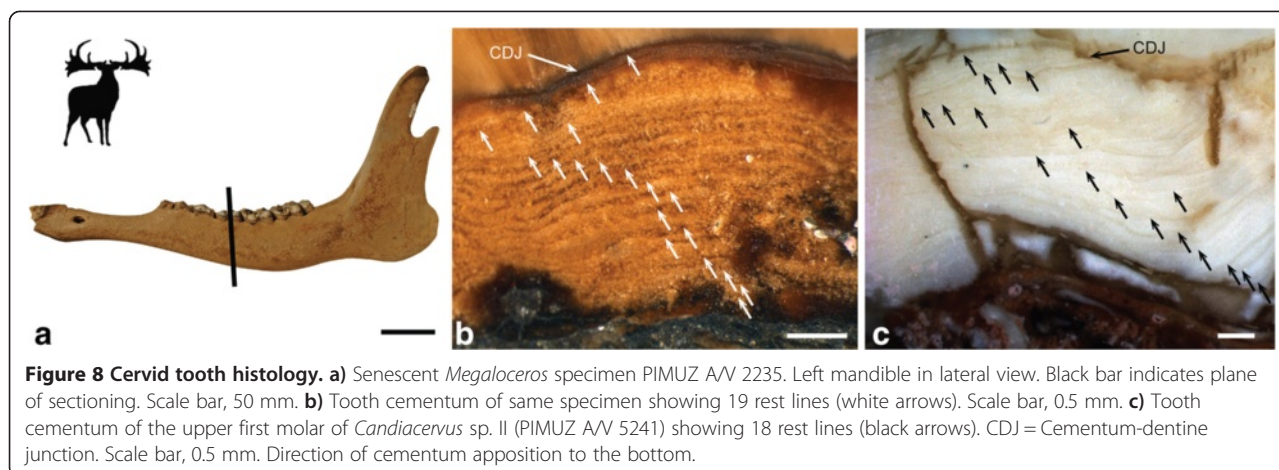 CDJ
CDJ
a
b
c
Figure 8 Cervid tooth histology. a) Senescent Megaloceros specimen PIMUZ A/V 2235. Left mandible in lateral view. Black bar indicates plane
of sectioning. Scale bar, 50 mm. b) Tooth cementum of same specimen showing 19 rest lines (white arrows). Scale bar, 0.5 mm. c) Tooth
cementum of the upper first molar of Candiacervus sp. II (PIMUZ A/V 5241) showing 18 rest lines (black arrows). CDJ = Cementum-dentine
junction. Scale bar, 0.5 mm. Direction of cementum apposition to the bottom.